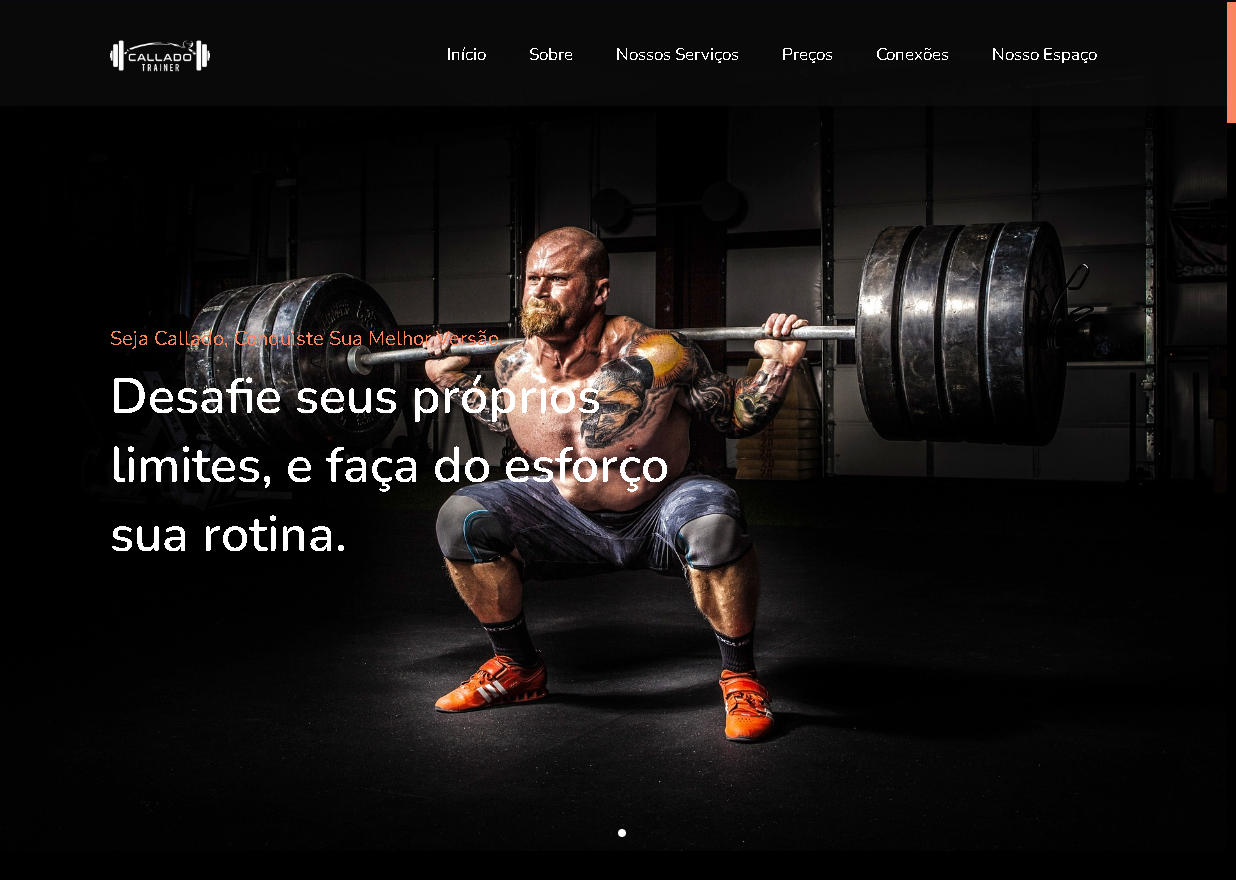 CALLADO
TRAINER
Início Sobre Nossos Serviços Preços Conexões Nosso Espaço
Seja Callado, Conquiste Sua Melhor Versão
Desafie seus próprios
limites, e faça do esforço
sua rotina.